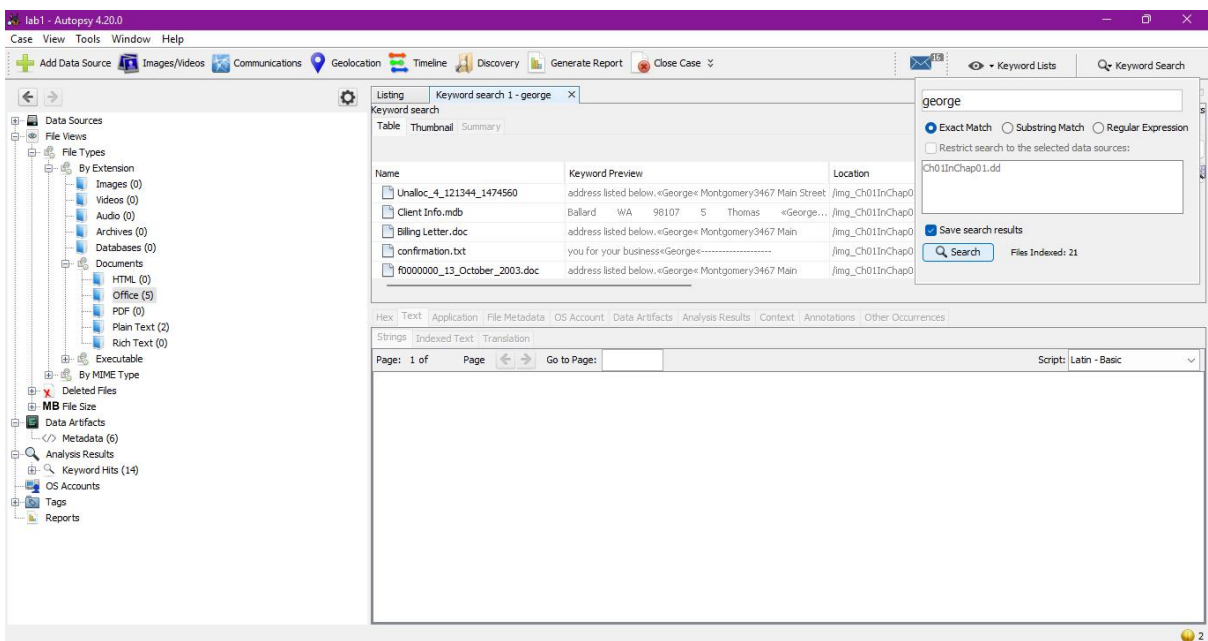 lab1 - Autopsy 4.20.0
Case View Tools Window Help
Add Data Source Images/Videos Communications Geolocation Timeline Discovery Generate Report Close Case 16 Keyword Lists Keyword Search
Data Sources
File Views
File Types
By Extension
Images (0)
Videos (0)
Audio (0)
Archives (0)
Databases (0)
Documents
HTML (0)
Office (5)
PDF (0)
Plain Text (2)
Rich Text (0)
Executable
By MIME Type
Deleted Files
MB File Size
Data Artifacts
Metadata (6)
Analysis Results
Keyword Hits (14)
OS Accounts
Tags
Reports
Listing Keyword search 1 - george
Keyword search
Table Thumbnail Summary
Name Keyword Preview Location
Unalloc_4_121344_1474560 address listed below.«George« Montgomery3467 Main Street /img_Ch01InChap0
Client Info.mdb Ballard WA 98107 5 Thomas «George... /img_Ch01InChap0
Billing Letter.doc address listed below.«George« Montgomery3467 Main /img_Ch01InChap0
confirmation.txt you for your business«George«-------------------- /img_Ch01InChap0
f0000000_13_October_2003.doc address listed below.«George« Montgomery3467 Main /img_Ch01InChap0
george
Exact Match Substring Match Regular Expression
Restrict search to the selected data sources:
Ch01InChap01.dd
Save search results
Search Files Indexed: 21
Hex Text Application File Metadata OS Account Data Artifacts Analysis Results Context Annotations Other Occurrences
Strings Indexed Text Translation
Page: 1 of Page Go to Page: Script: Latin - Basic
2